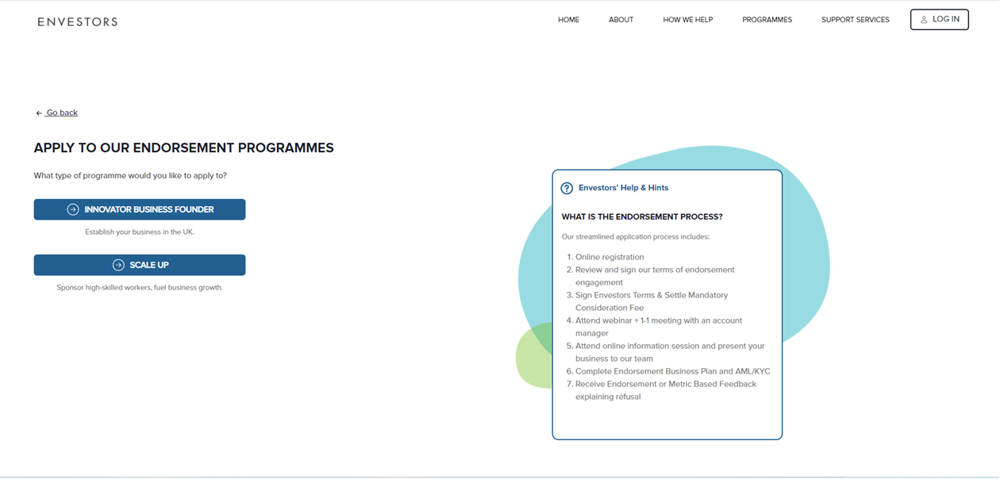 ENVESTORS
HOME
ABOUT
HOW WE HELP
PROGRAMMES
SUPPORT SERVICES
LOG IN
← Go back
APPLY TO OUR ENDORSEMENT PROGRAMMES
What type of programme would you like to apply to?
INNOVATOR BUSINESS FOUNDER
Establish your business in the UK.
SCALE UP
Sponsor high-skilled workers, fuel business growth.
? Envestors' Help & Hints
WHAT IS THE ENDORSEMENT PROCESS?
Our streamlined application process includes:
1. Online registration
2. Review and sign our terms of endorsement
engagement
3. Sign Envestors Terms & Settle Mandatory
Consideration Fee
4. Attend webinar + 1-1 meeting with an account
manager
5. Attend online information session and present your
business to our team
6. Complete Endorsement Business Plan and AML/KYC
7. Receive Endorsement or Metric Based Feedback
explaining refusal